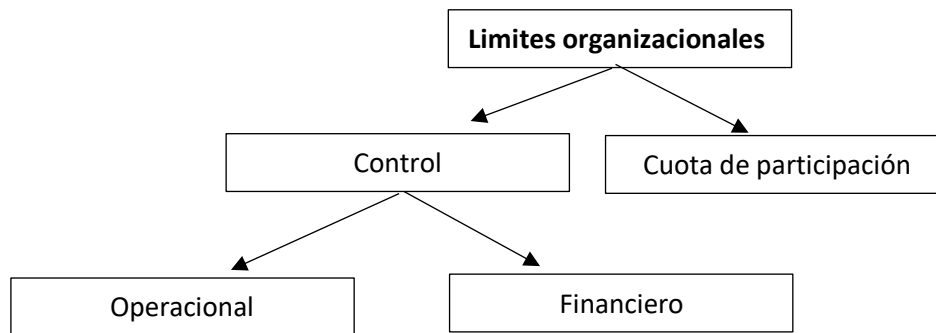 Limites organizacionales
Control
Cuota de participación
Operacional
Financiero